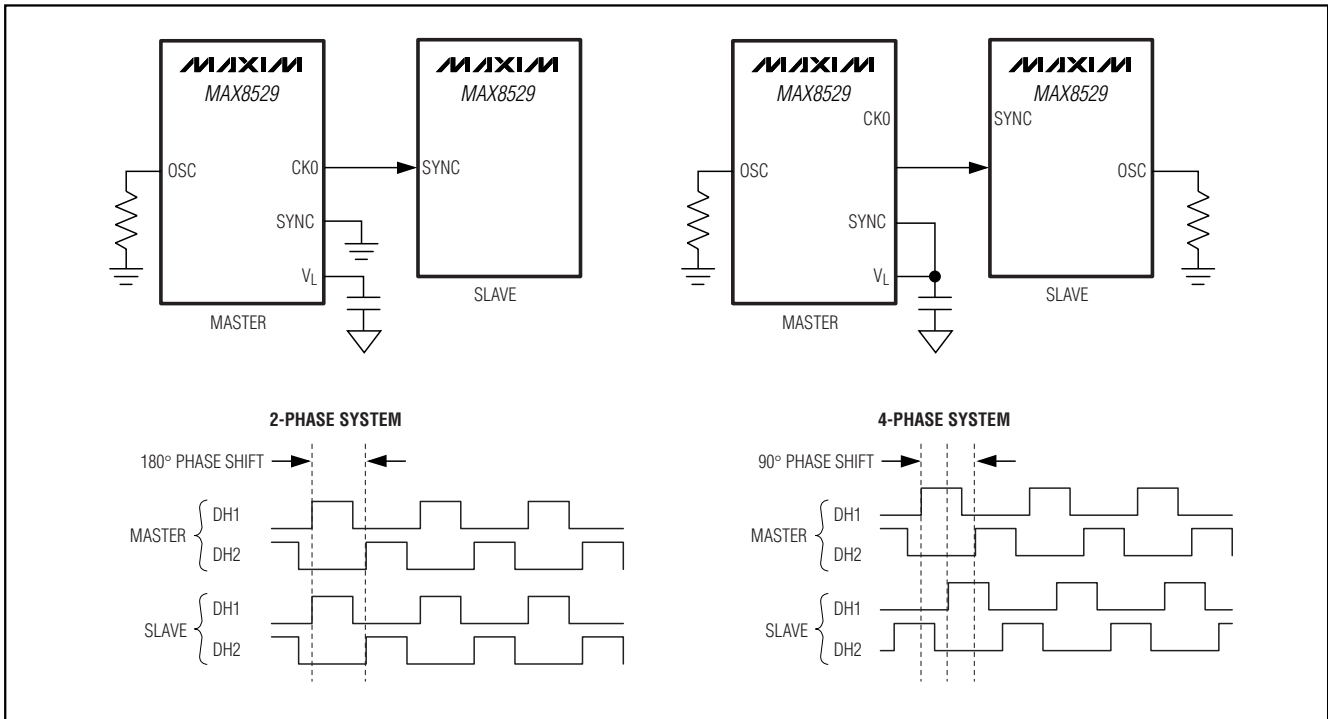 MAXIM
MAX8529
OSC
CK0
SYNC
VL
MASTER
MAXIM
MAX8529
SYNC
SLAVE
MAXIM
MAX8529
CK0
OSC
SYNC
VL
MASTER
MAXIM
MAX8529
SYNC
OSC
SLAVE
2-PHASE SYSTEM
180° PHASE SHIFT
MASTER
DH1
DH2
SLAVE
DH1
DH2
4-PHASE SYSTEM
90° PHASE SHIFT
MASTER
DH1
DH2
SLAVE
DH1
DH2